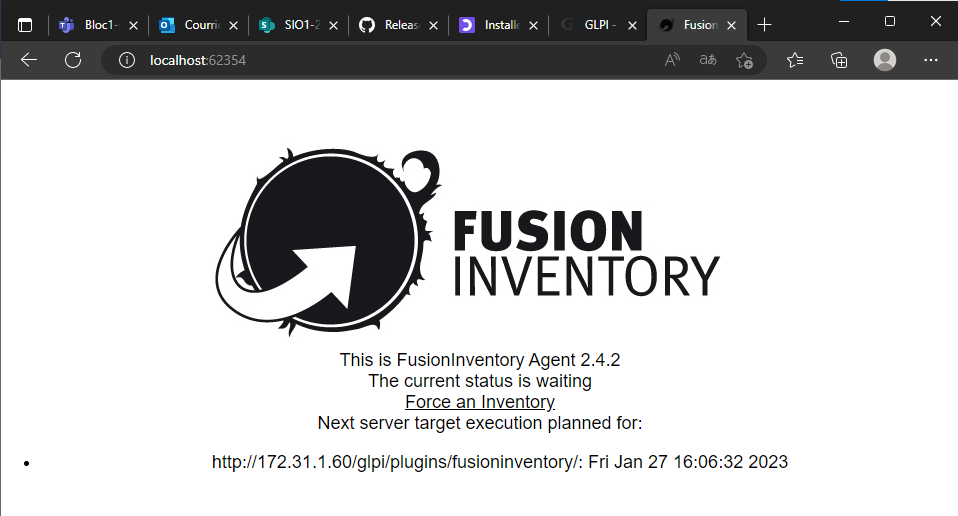 Bloc1-
Courri
SIO1-2
Releas
Installe
GLPI -
Fusion
localhost:62354
FUSION
INVENTORY
This is FusionInventory Agent 2.4.2
The current status is waiting
Force an Inventory
Next server target execution planned for:
http://172.31.1.60/glpi/plugins/fusioninventory/: Fri Jan 27 16:06:32 2023